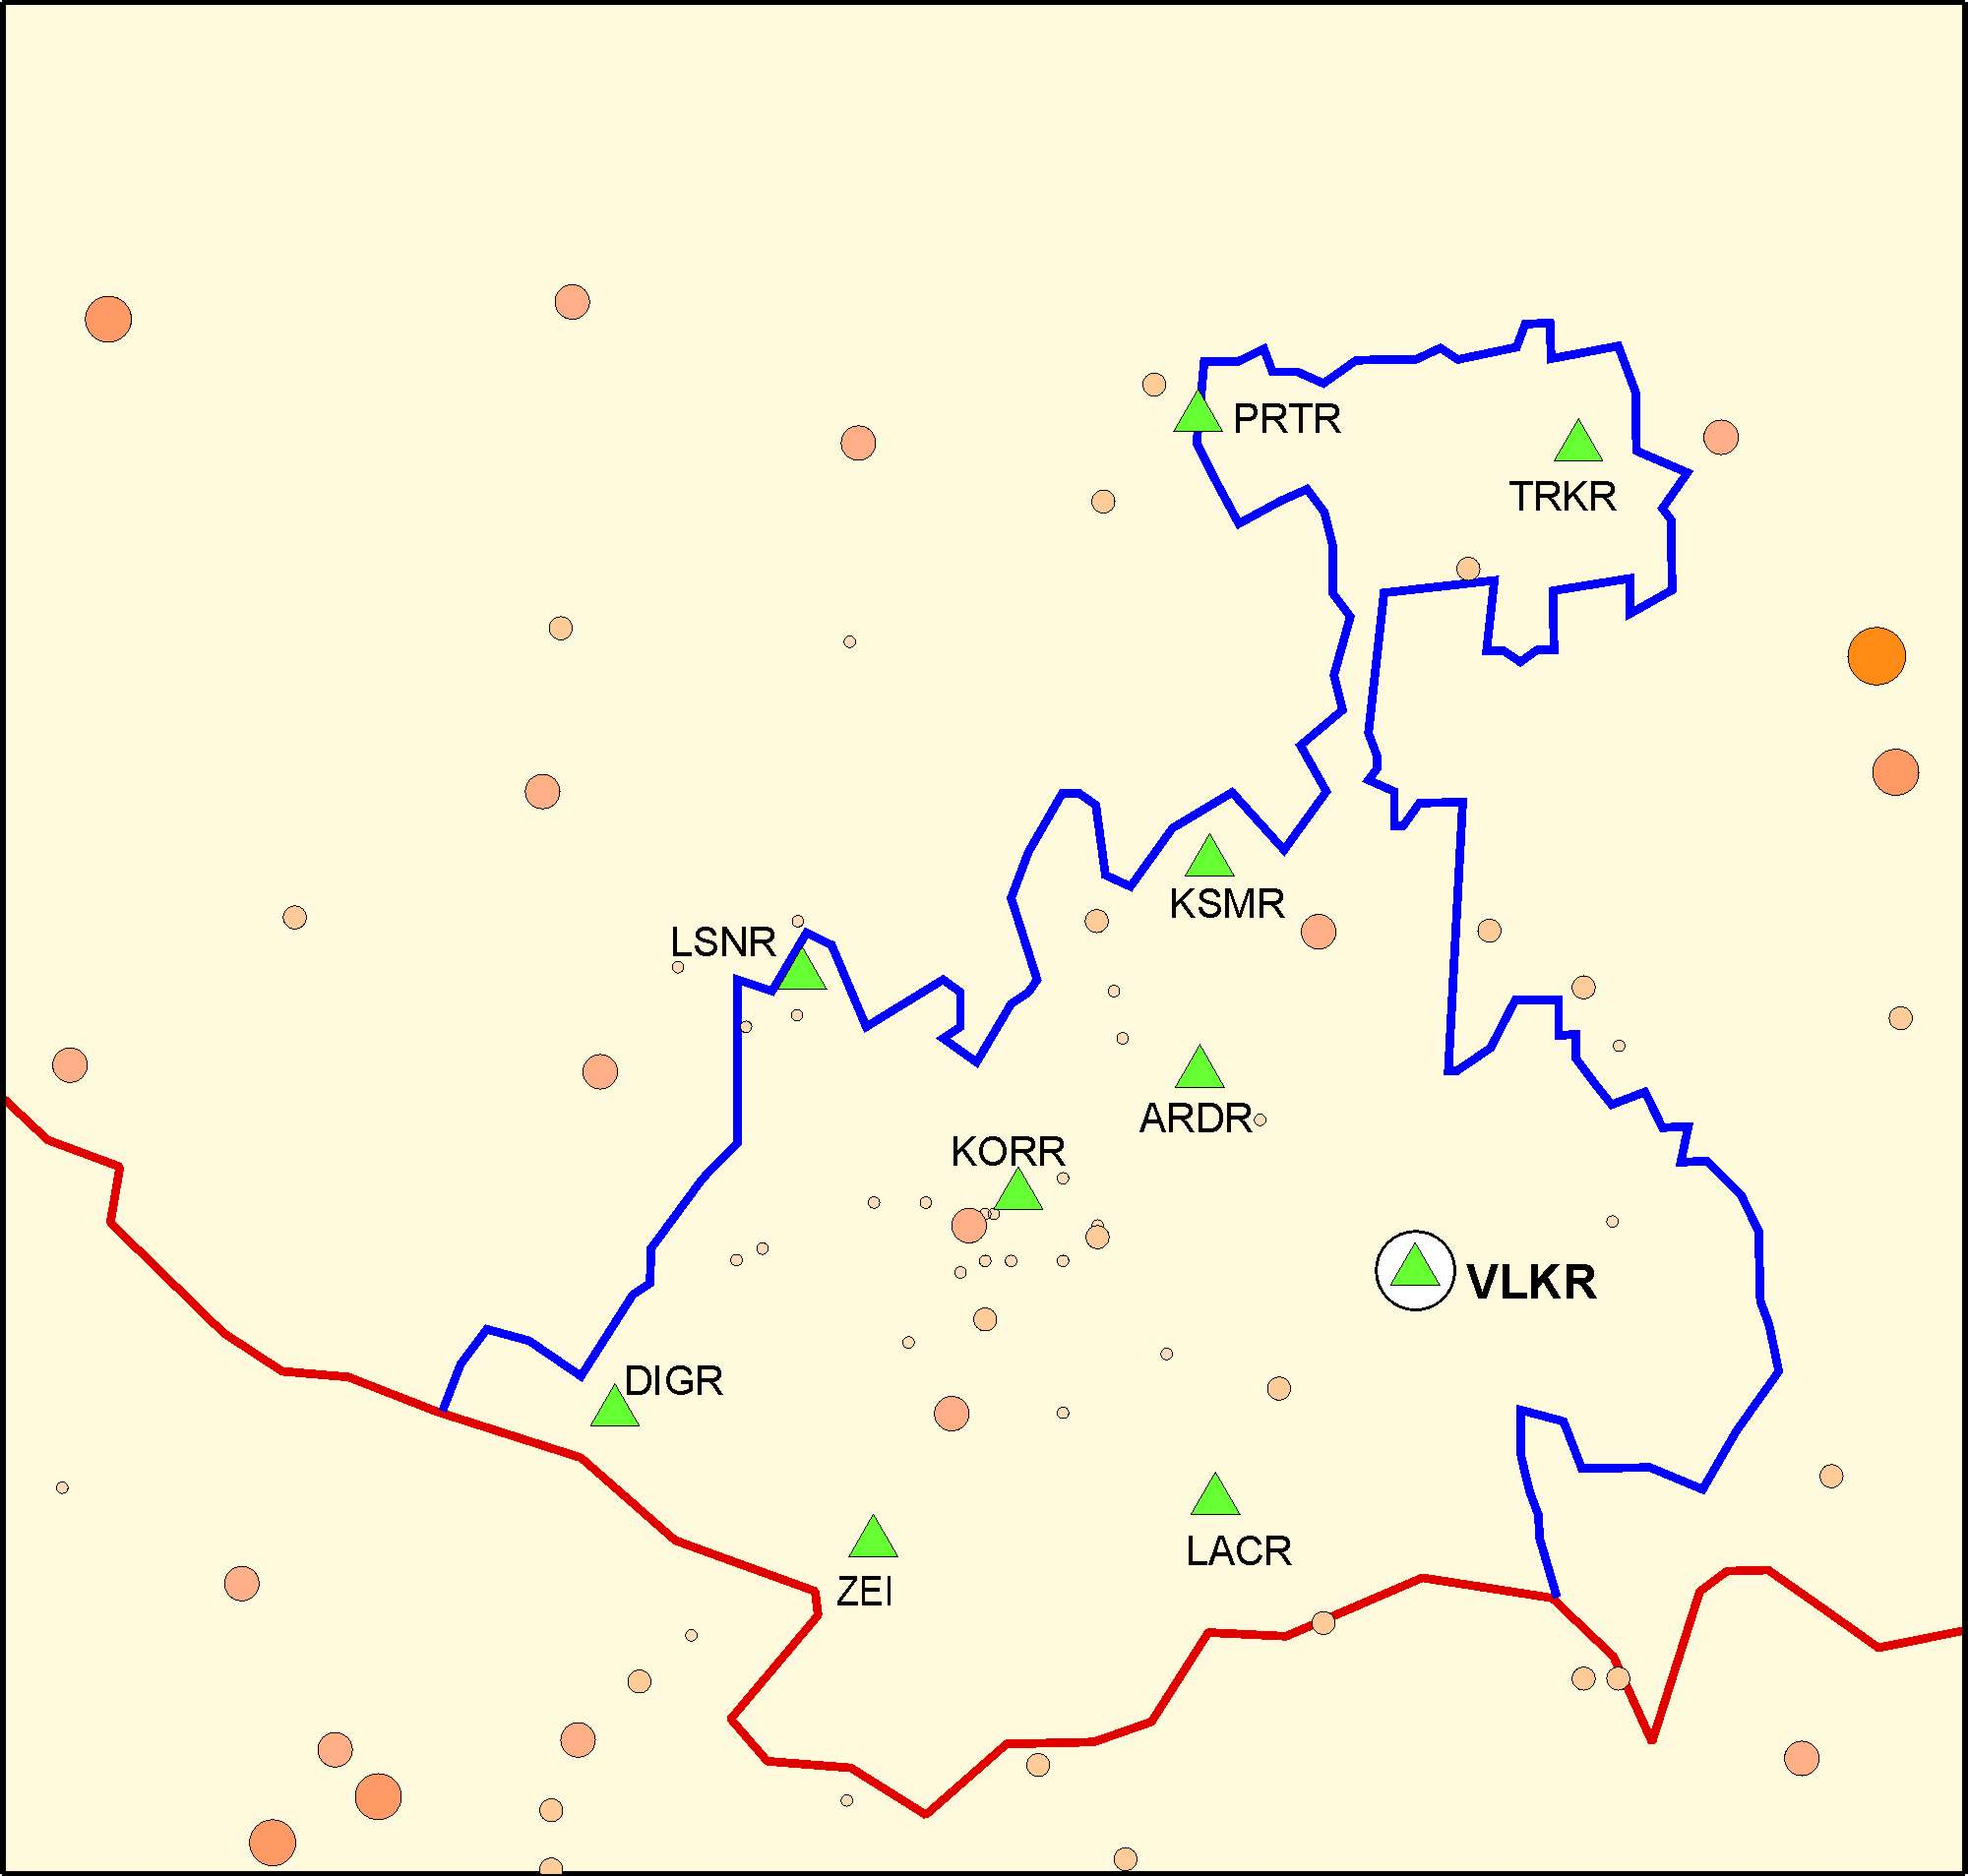 PRTR
TRKR
KSMR
LSNR
ARDR
KORR
VLKR
DIGR
LACR
ZEI